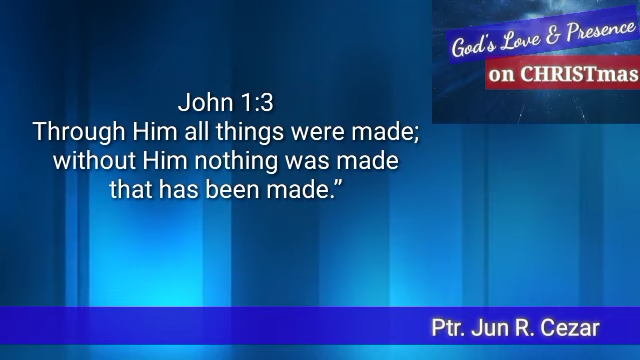 God's Love & Presence
on CHRISTmas
John 1:3
Through Him all things were made;
without Him nothing was made
that has been made.”
Ptr. Jun R. Cezar